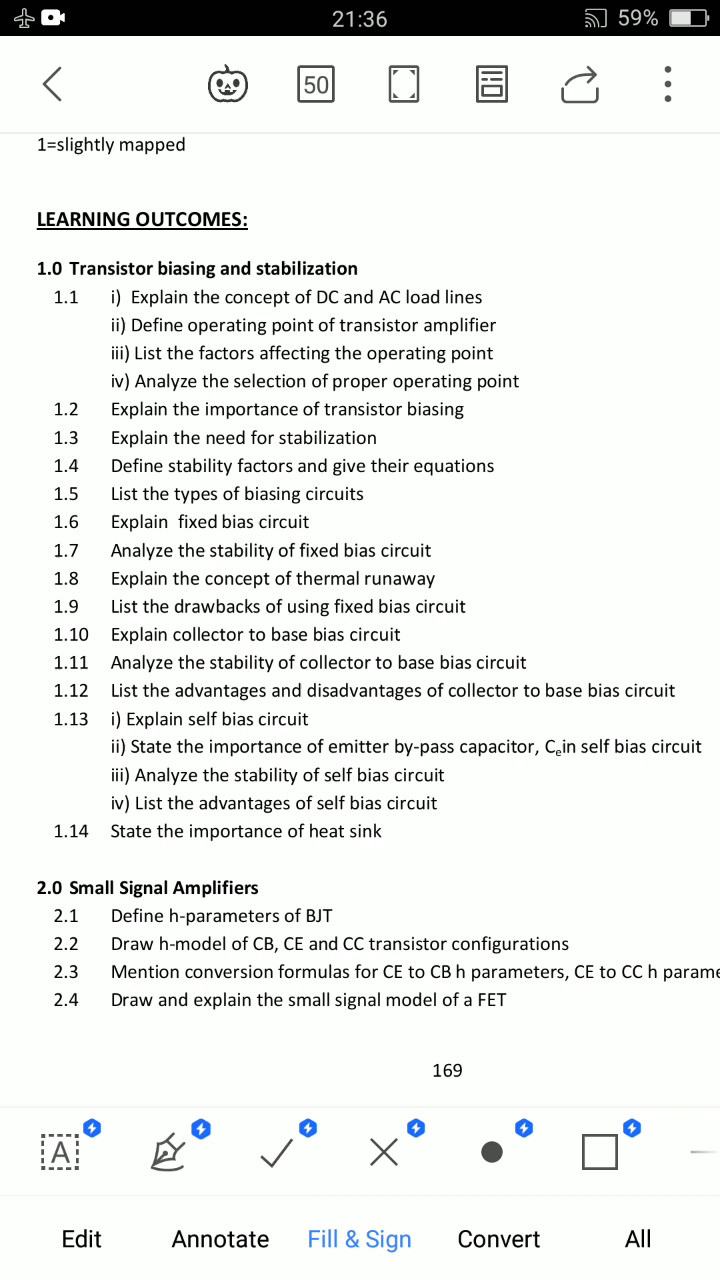 21:36
59%
50
1=slightly mapped
LEARNING OUTCOMES:
1.0 Transistor biasing and stabilization
1.1 i) Explain the concept of DC and AC load lines
ii) Define operating point of transistor amplifier
iii) List the factors affecting the operating point
iv) Analyze the selection of proper operating point
1.2 Explain the importance of transistor biasing
1.3 Explain the need for stabilization
1.4 Define stability factors and give their equations
1.5 List the types of biasing circuits
1.6 Explain fixed bias circuit
1.7 Analyze the stability of fixed bias circuit
1.8 Explain the concept of thermal runaway
1.9 List the drawbacks of using fixed bias circuit
1.10 Explain collector to base bias circuit
1.11 Analyze the stability of collector to base bias circuit
1.12 List the advantages and disadvantages of collector to base bias circuit
1.13 i) Explain self bias circuit
ii) State the importance of emitter by-pass capacitor, Cein self bias circuit
iii) Analyze the stability of self bias circuit
iv) List the advantages of self bias circuit
1.14 State the importance of heat sink
2.0 Small Signal Amplifiers
2.1 Define h-parameters of BJT
2.2 Draw h-model of CB, CE and CC transistor configurations
2.3 Mention conversion formulas for CE to CB h parameters, CE to CC h parame
2.4 Draw and explain the small signal model of a FET
169
A
Edit Annotate Fill & Sign Convert All